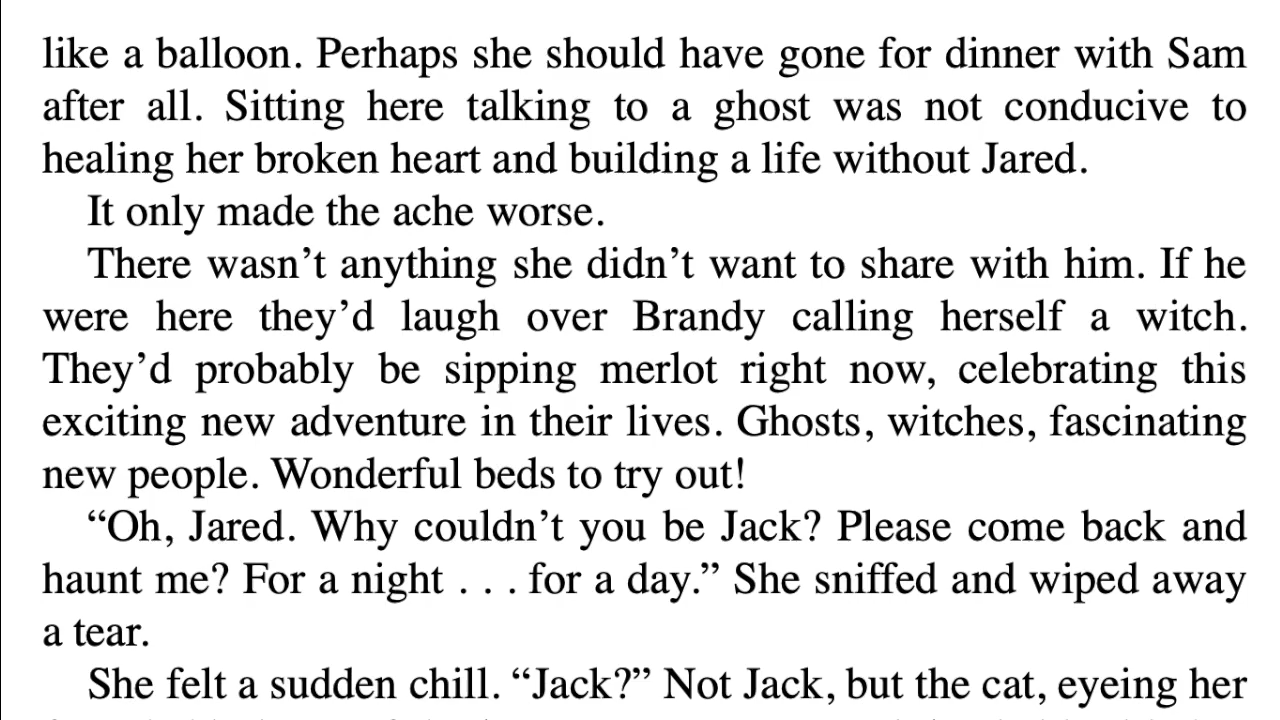 like a balloon. Perhaps she should have gone for dinner with Sam
after all. Sitting here talking to a ghost was not conducive to
healing her broken heart and building a life without Jared.
It only made the ache worse.
There wasn’t anything she didn’t want to share with him. If he
were here they’d laugh over Brandy calling herself a witch.
They’d probably be sipping merlot right now, celebrating this
exciting new adventure in their lives. Ghosts, witches, fascinating
new people. Wonderful beds to try out!
“Oh, Jared. Why couldn’t you be Jack? Please come back and
haunt me? For a night . . . for a day.” She sniffed and wiped away
a tear.
She felt a sudden chill. “Jack?” Not Jack, but the cat, eyeing her